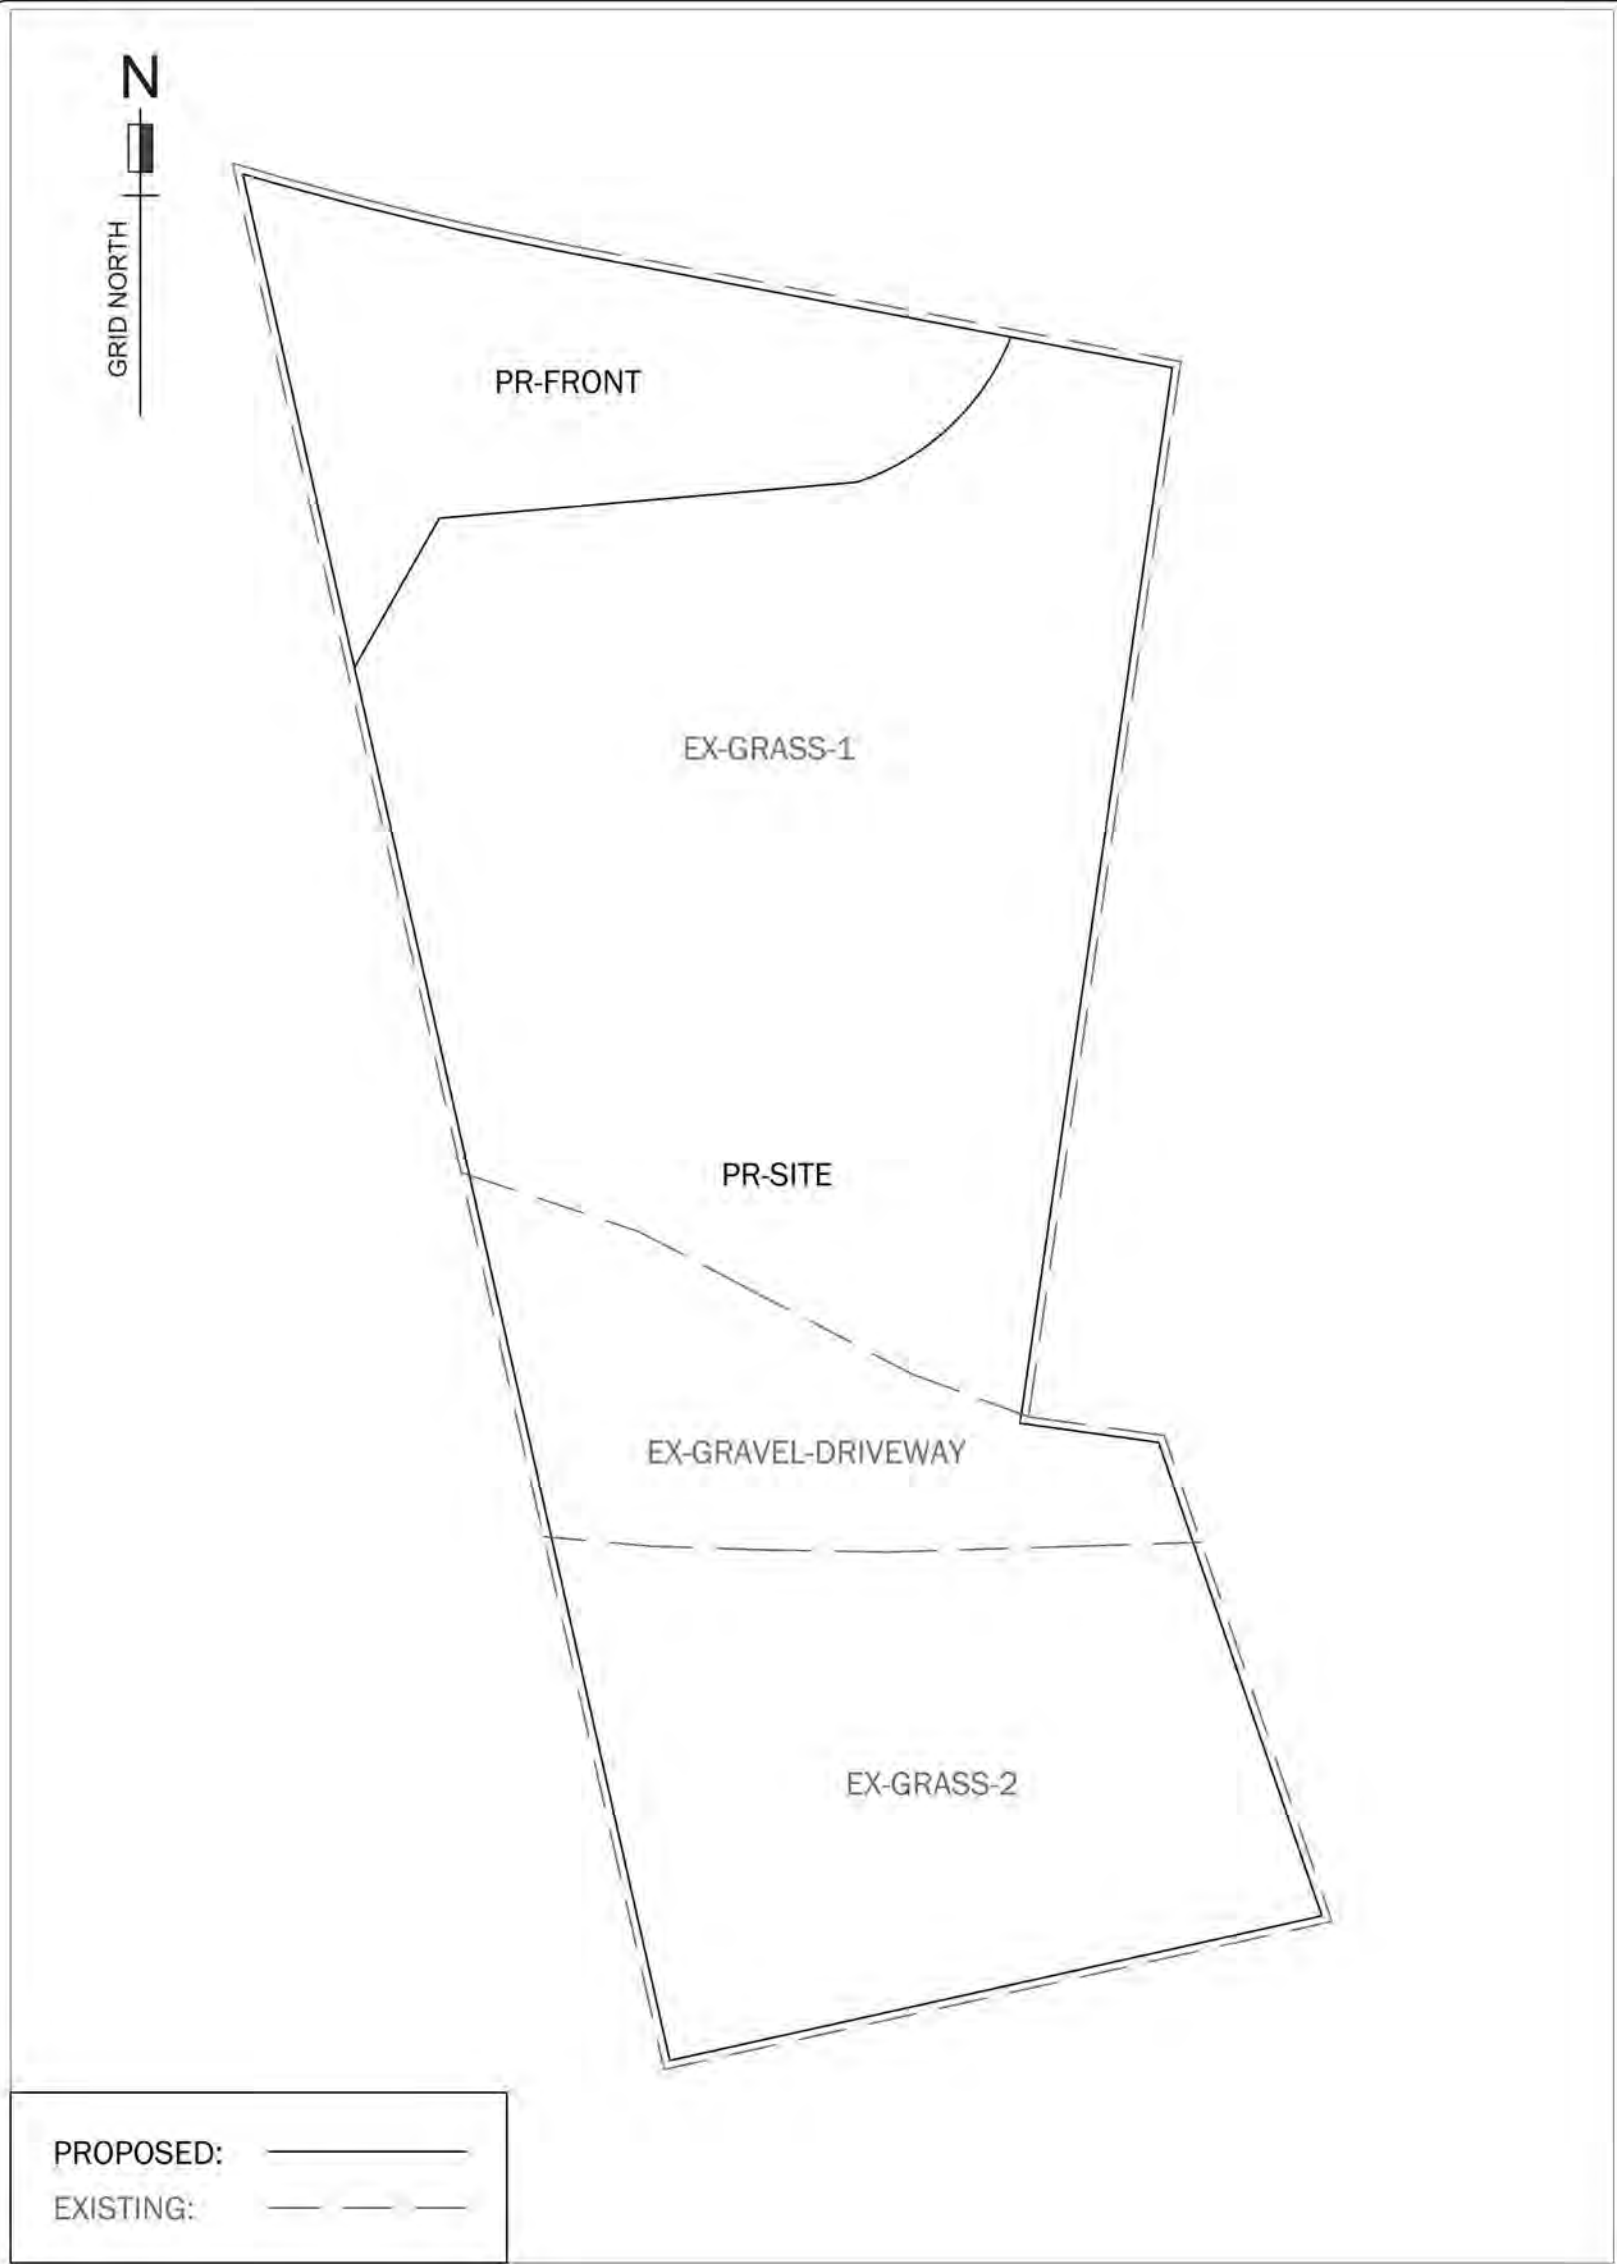 N
GRID NORTH
PR-FRONT
EX-GRASS-1
PR-SITE
EX-GRAVEL-DRIVEWAY
EX-GRASS-2
PROPOSED:
EXISTING: